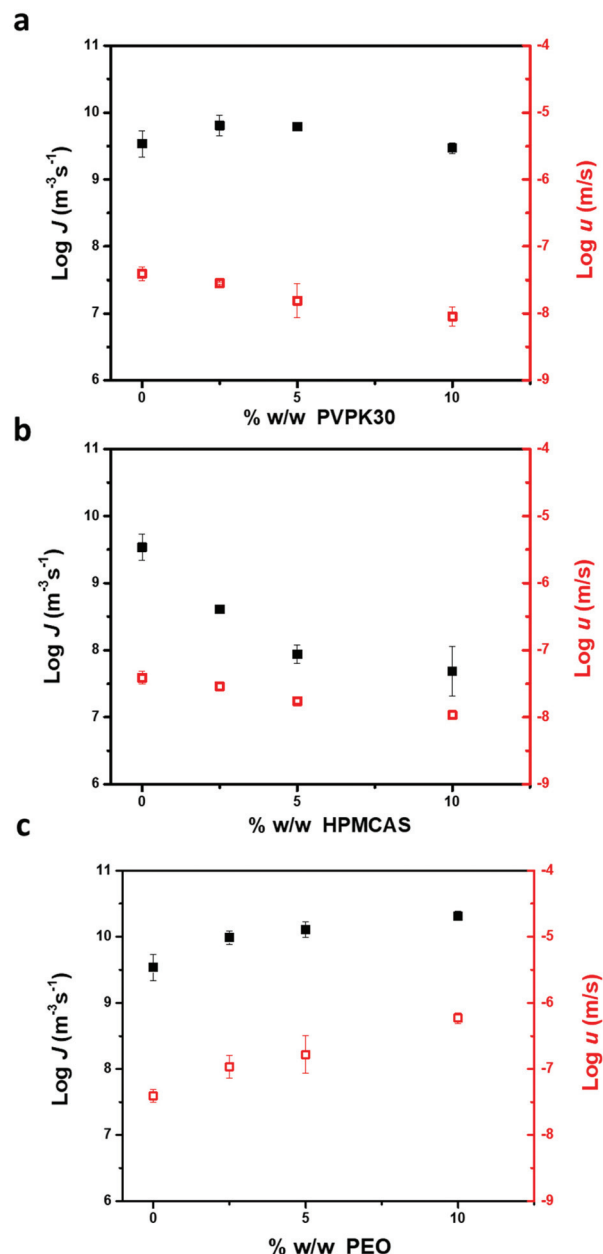 a
11
10
9
8
7
6
Log J (m⁻³s⁻¹)
-4
-5
-6
-7
-8
-9
Log u (m/s)
0 5 10
% w/w PVPK30
b
11
10
9
8
7
6
Log J (m⁻³s⁻¹)
-4
-5
-6
-7
-8
-9
Log u (m/s)
0 5 10
% w/w HPMCAS
c
11
10
9
8
7
6
Log J (m⁻³s⁻¹)
-4
-5
-6
-7
-8
-9
Log u (m/s)
0 5 10
% w/w PEO